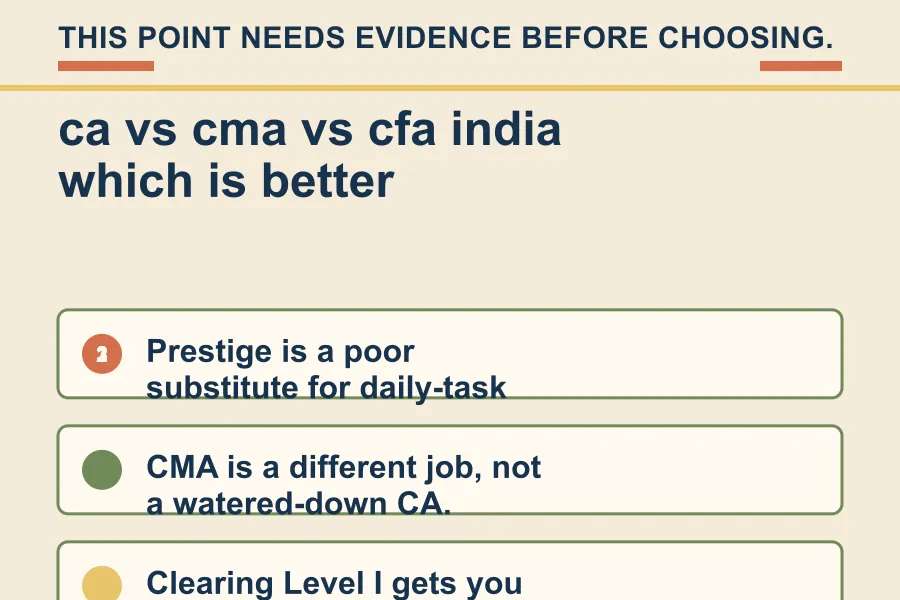 THIS POINT NEEDS EVIDENCE BEFORE CHOOSING.
ca vs cma vs cfa india
which is better
Prestige is a poor
substitute for daily-task
CMA is a different job, not
a watered-down CA.
Clearing Level I gets you